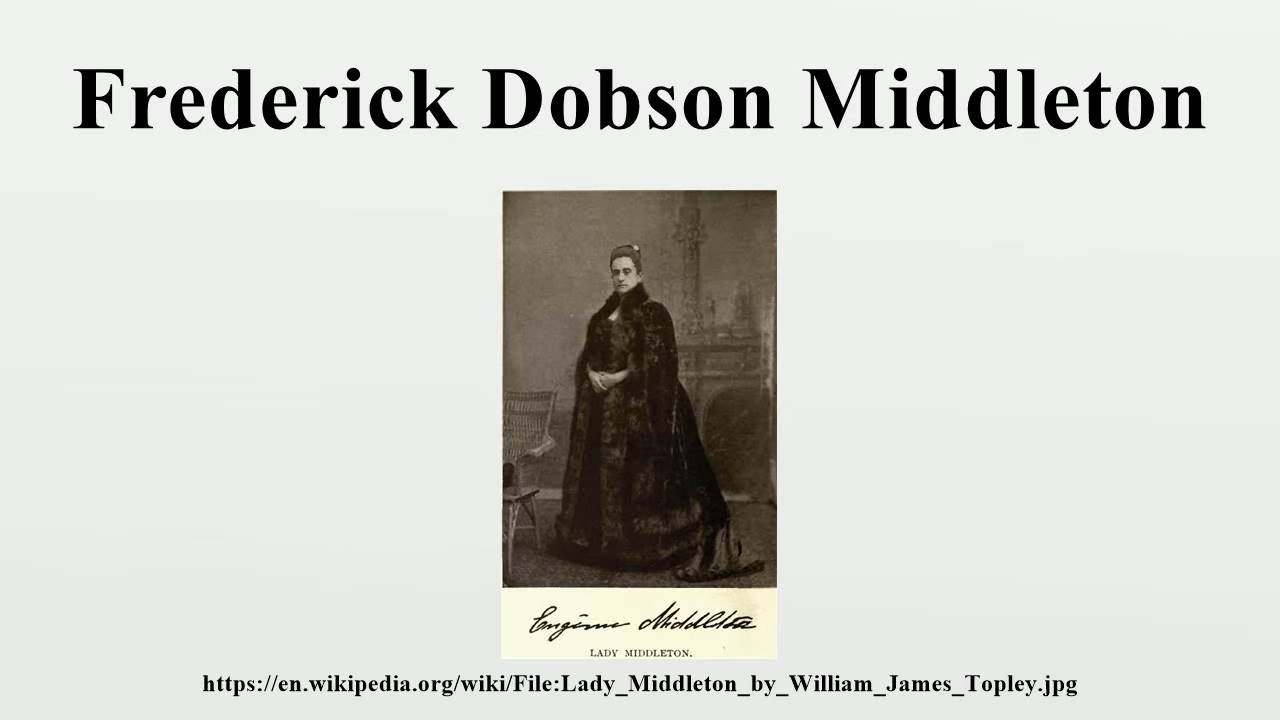 Frederick Dobson Middleton
Eugénie Middleton
LADY MIDDLETON.
https://en.wikipedia.org/wiki/File:Lady_Middleton_by_William_James_Topley.jpg